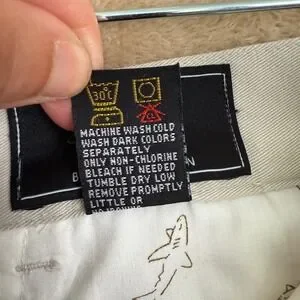 30°C
CL
MACHINE WASH COLD
WASH DARK COLORS
SEPARATELY
ONLY NON-CHLORINE
BLEACH IF NEEDED
TUMBLE DRY LOW
REMOVE PROMPTLY
LITTLE OR